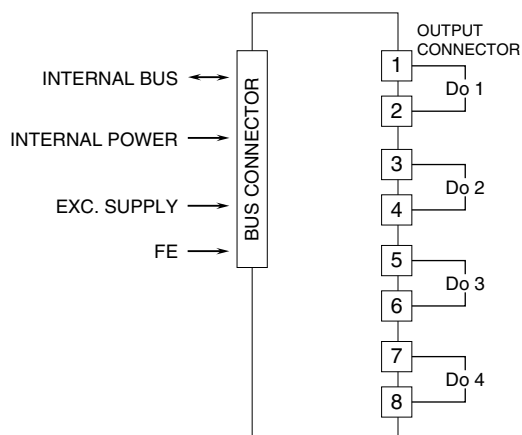 OUTPUT
CONNECTOR
INTERNAL BUS
INTERNAL POWER
EXC. SUPPLY
FE
BUS CONNECTOR
1
Do 1
2
3
Do 2
4
5
Do 3
6
7
Do 4
8